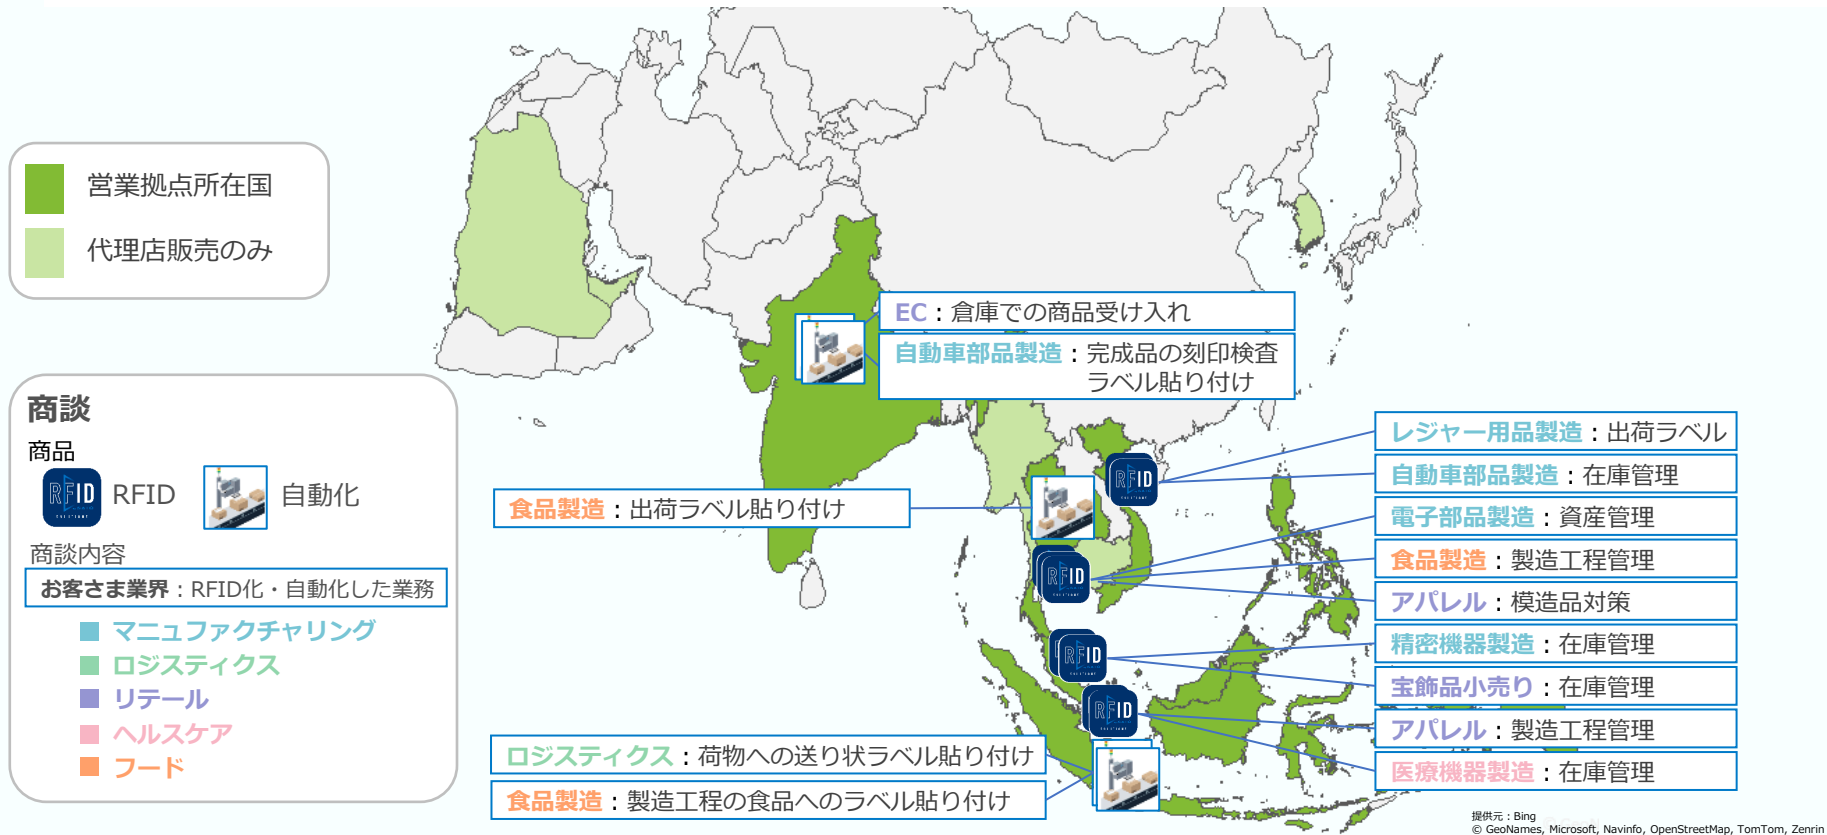 営業拠点所在国
代理店販売のみ
商談
商品
RFID
RFID
自動化
商談内容
お客さま業界：RFID化・自動化した業務
マニュファクチャリング
ロジスティクス
リテール
ヘルスケア
フード
EC：倉庫での商品受け入れ
自動車部品製造：完成品の刻印検査
ラベル貼り付け
食品製造：出荷ラベル貼り付け
RFID
RFID
RFID
RFID
レジャー用品製造：出荷ラベル
自動車部品製造：在庫管理
電子部品製造：資産管理
食品製造：製造工程管理
アパレル：模造品対策
精密機器製造：在庫管理
宝飾品小売り：在庫管理
アパレル：製造工程管理
医療機器製造：在庫管理
ロジスティクス：荷物への送り状ラベル貼り付け
食品製造：製造工程の食品へのラベル貼り付け
提供元：Bing
© GeoNames, Microsoft, Navinfo, OpenStreetMap, TomTom, Zenrin